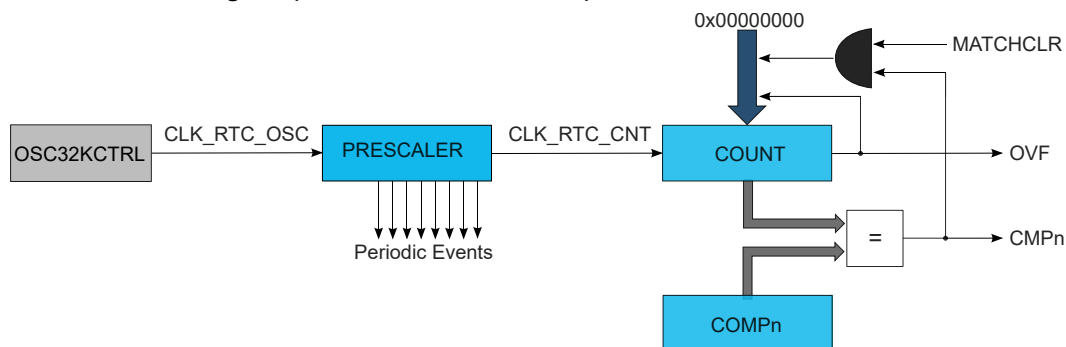 0x00000000
MATCHCLR
OSC32KCTRL
CLK_RTC_OSC
PRESCALER
CLK_RTC_CNT
COUNT
OVF
Periodic Events
=
CMPn
COMPn